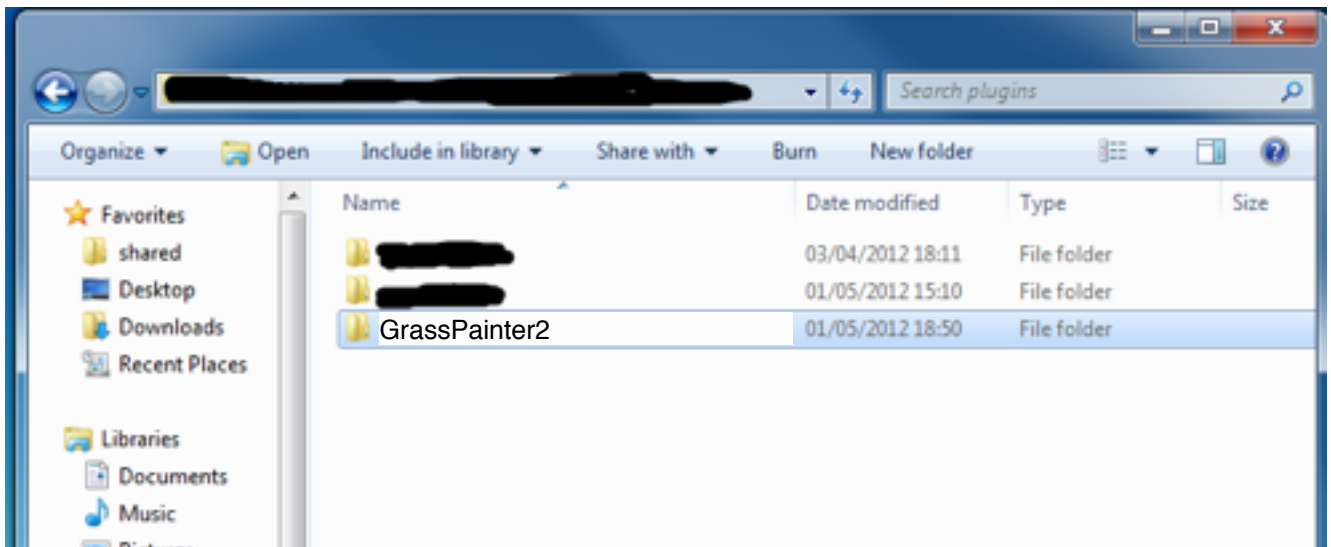 Search plugins
Organize Open Include in library Share with Burn New folder
Favorites
shared
Desktop
Downloads
Recent Places
Libraries
Documents
Music
Pictures
Name Date modified Type Size
03/04/2012 18:11 File folder
01/05/2012 15:10 File folder
GrassPainter2 01/05/2012 18:50 File folder